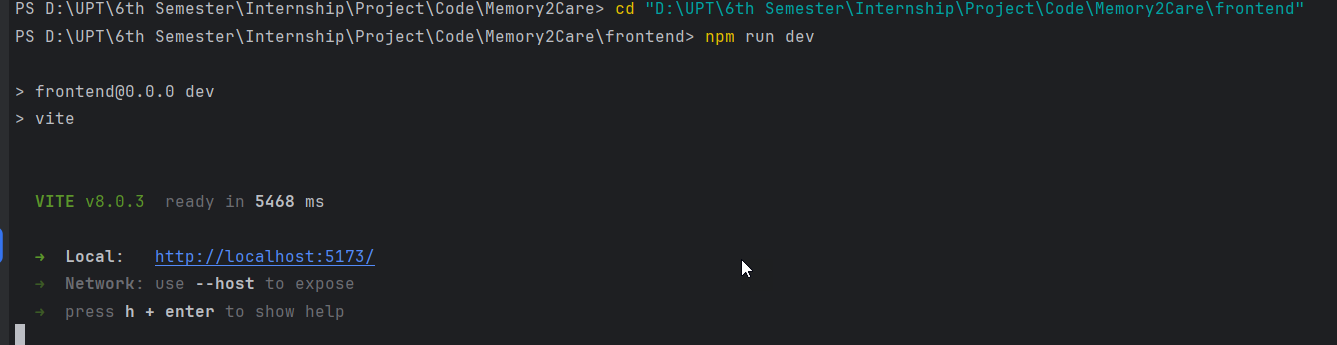 PS D:\UPT\6th Semester\Internship\Project\Code\Memory2Care> cd "D:\UPT\6th Semester\Internship\Project\Code\Memory2Care\frontend"
PS D:\UPT\6th Semester\Internship\Project\Code\Memory2Care\frontend> npm run dev
> frontend@0.0.0 dev
> vite
VITE v8.0.3  ready in 5468 ms
➜  Local:   http://localhost:5173/
➜  Network: use --host to expose
➜  press h + enter to show help